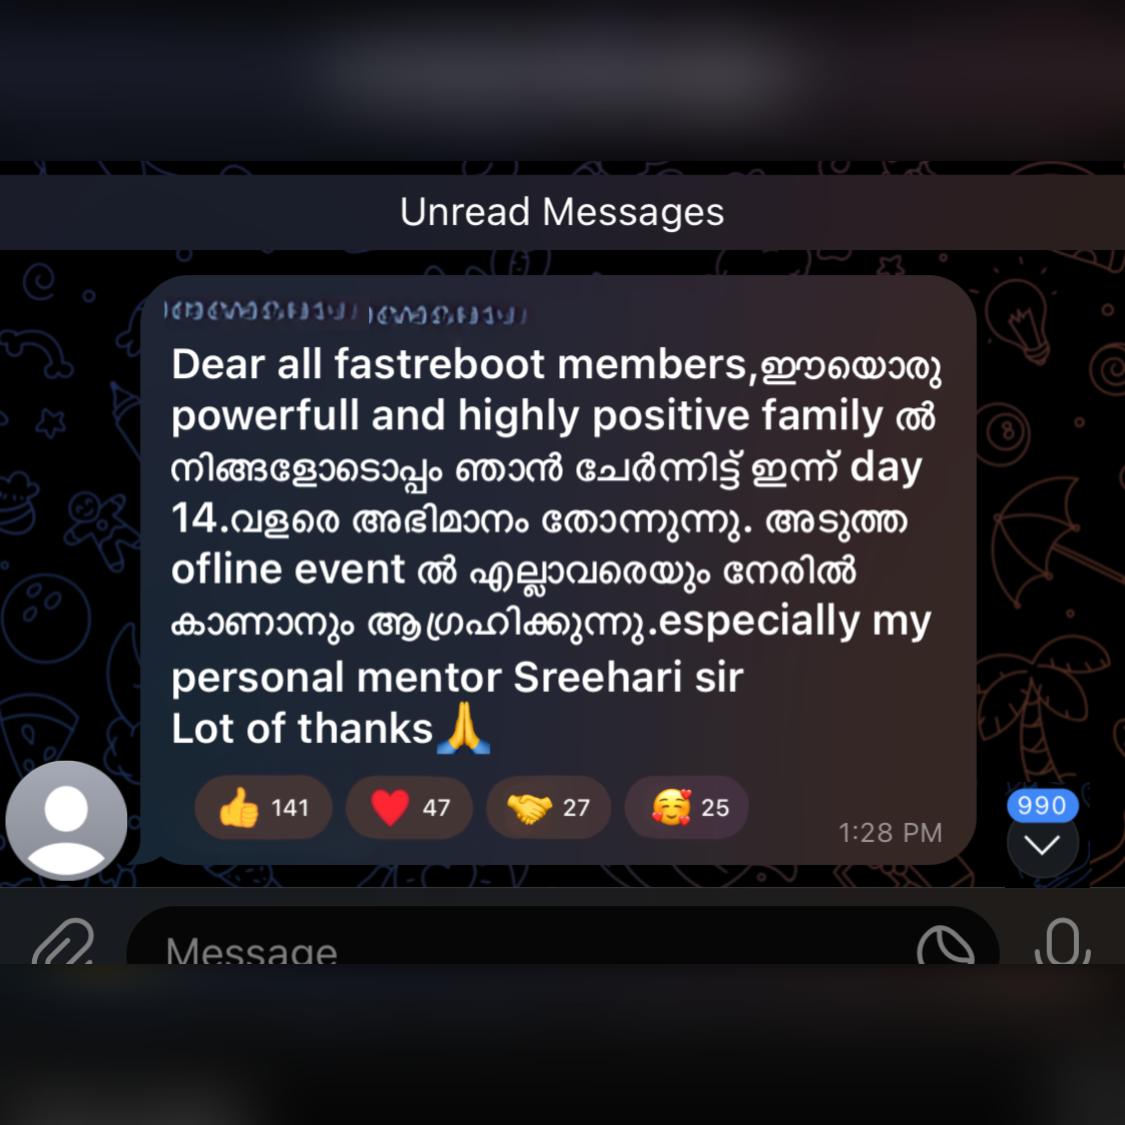 Unread Messages
Dear all fastreboot members,ഈയൊരു
powerfull and highly positive family ൽ
നിങ്ങളോടൊപ്പം ഞാൻ ചേർന്നിട്ട് ഇന്ന് day
14.വളരെ അഭിമാനം തോന്നുന്നു. അടുത്ത
ofline event ൽ എല്ലാവരെയും നേരിൽ
കാണാനും ആഗ്രഹിക്കുന്നു.especially my
personal mentor Sreehari sir
Lot of thanks🙏
👍 141 ❤️ 47 🤝 27 🥰 25
1:28 PM
990
Message